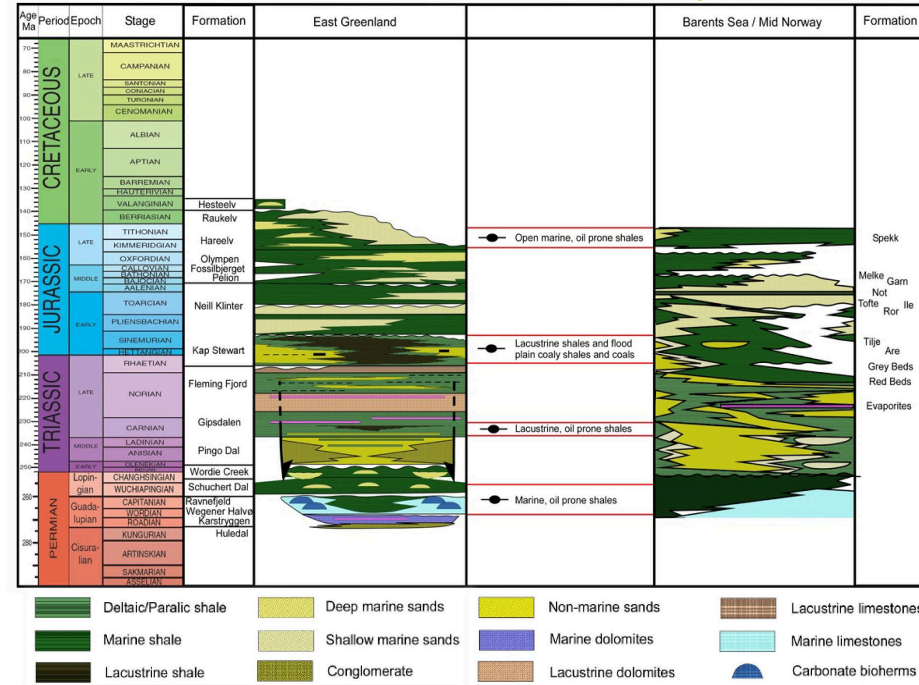 Age Ma
Period
Epoch
Stage
Formation
East Greenland
Barents Sea / Mid Norway
Formation
70
80
90
100
110
120
130
140
150
160
170
180
190
200
210
220
230
240
250
260
280
CRETACEOUS
JURASSIC
TRIASSIC
PERMIAN
LATE
EARLY
LATE
MIDDLE
EARLY
LATE
MIDDLE
EARLY
Lopin-
gian
Guada-
lupian
Cisura-
lian
MAASTRICHTIAN
CAMPANIAN
SANTONIAN
CONIACIAN
TURONIAN
CENOMANIAN
ALBIAN
APTIAN
BARREMIAN
HAUTERIVIAN
VALANGINIAN
BERRIASIAN
TITHONIAN
KIMMERIDGIAN
OXFORDIAN
CALLOVIAN
BATHONIAN
BAJOCIAN
AALENIAN
TOARCIAN
PLIENSBACHIAN
SINEMURIAN
HETTANGIAN
RHAETIAN
NORIAN
CARNIAN
LADINIAN
ANISIAN
OLENEKIAN
CHANGHSINGIAN
WUCHIAPINGIAN
CAPITANIAN
WORDIAN
ROADIAN
KUNGURIAN
ARTINSKIAN
SAKMARIAN
ASSELIAN
Hesteelv
Raukelv
Hareelv
Olympen
Fossilbjerget
Pelion
Neill Klinter
Kap Stewart
Fleming Fjord
Gipsdalen
Pingo Dal
Wordie Creek
Schuchert Dal
Ravnefjeld
Wegener Halvø
Karstryggen
Huledal
Open marine, oil prone shales
Lacustrine shales and flood
plain coaly shales and coals
Lacustrine, oil prone shales
Marine, oil prone shales
Spekk
Melke
Garn
Not
Tofte
Ile
Ror
Tilje
Are
Grey Beds
Red Beds
Evaporites
Deltaic/Paralic shale
Deep marine sands
Non-marine sands
Lacustrine limestones
Marine shale
Shallow marine sands
Marine dolomites
Marine limestones
Lacustrine shale
Conglomerate
Lacustrine dolomites
Carbonate bioherms